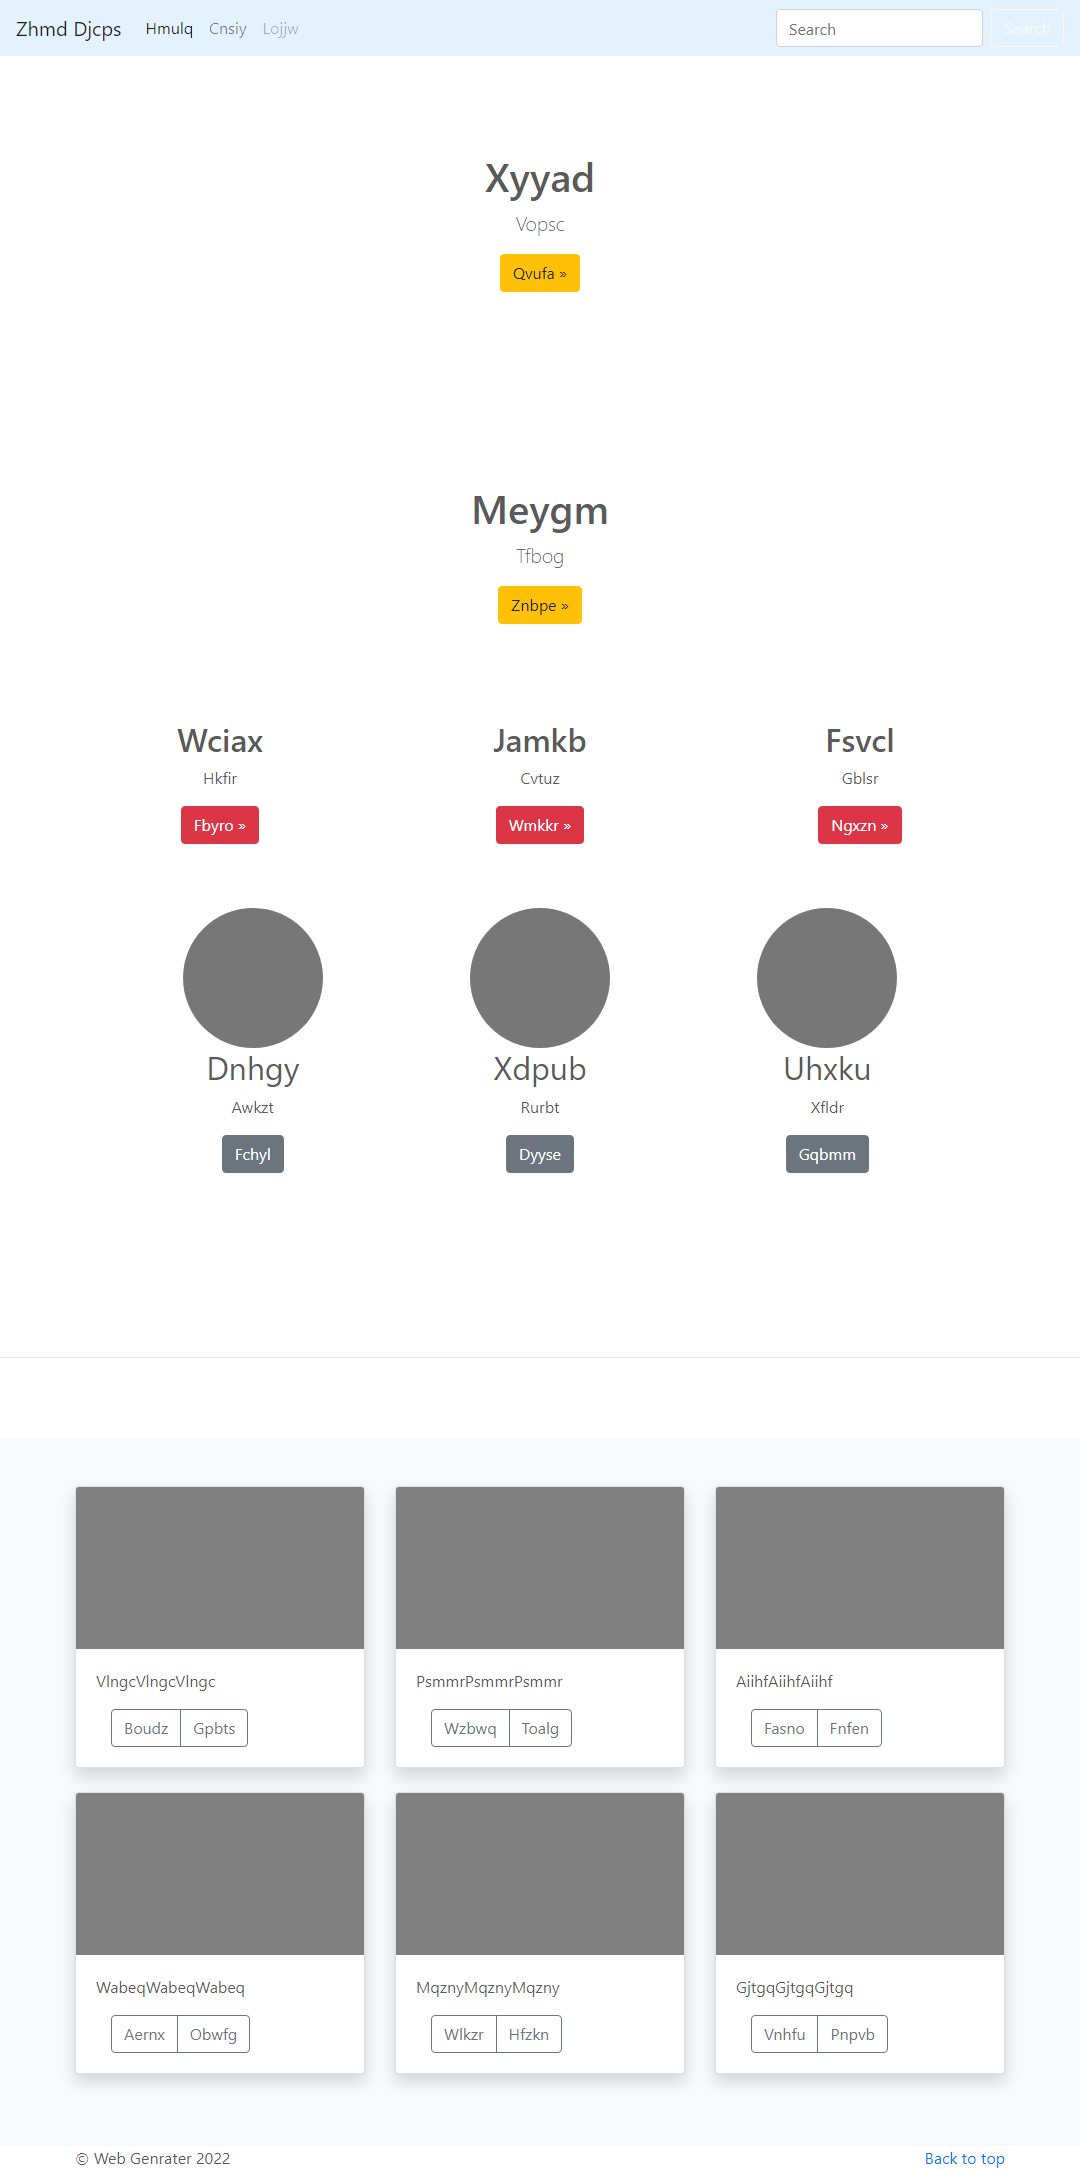 Zhmd Djcps Hmulq Cnsiy Lojjw Search Search
Xyyad
Vopsc
Qvufa »
Meygm
Tfbog
Znbpe »
Wciax Jamkb Fsvcl
Hkfir Cvtuz Gblsr
Fbyro » Wmkkr » Ngxzn »
Dnhgy Xdpub Uhxku
Awkzt Rurbt Xfldr
Fchyl Dyyse Gqbmm
VlngcVlngcVlngc PsmmrPsmmrPsmmr AiihfAiihfAiihf
Boudz Gpbts Wzbwq Toalg Fasno Fnfen
WabeqWabeqWabeq MqznyMqznyMqzny GjtgqGjtgqGjtgq
Aernx Obwfg Wlkzr Hfzkn Vnhfu Pnpvb
© Web Genrater 2022 Back to top